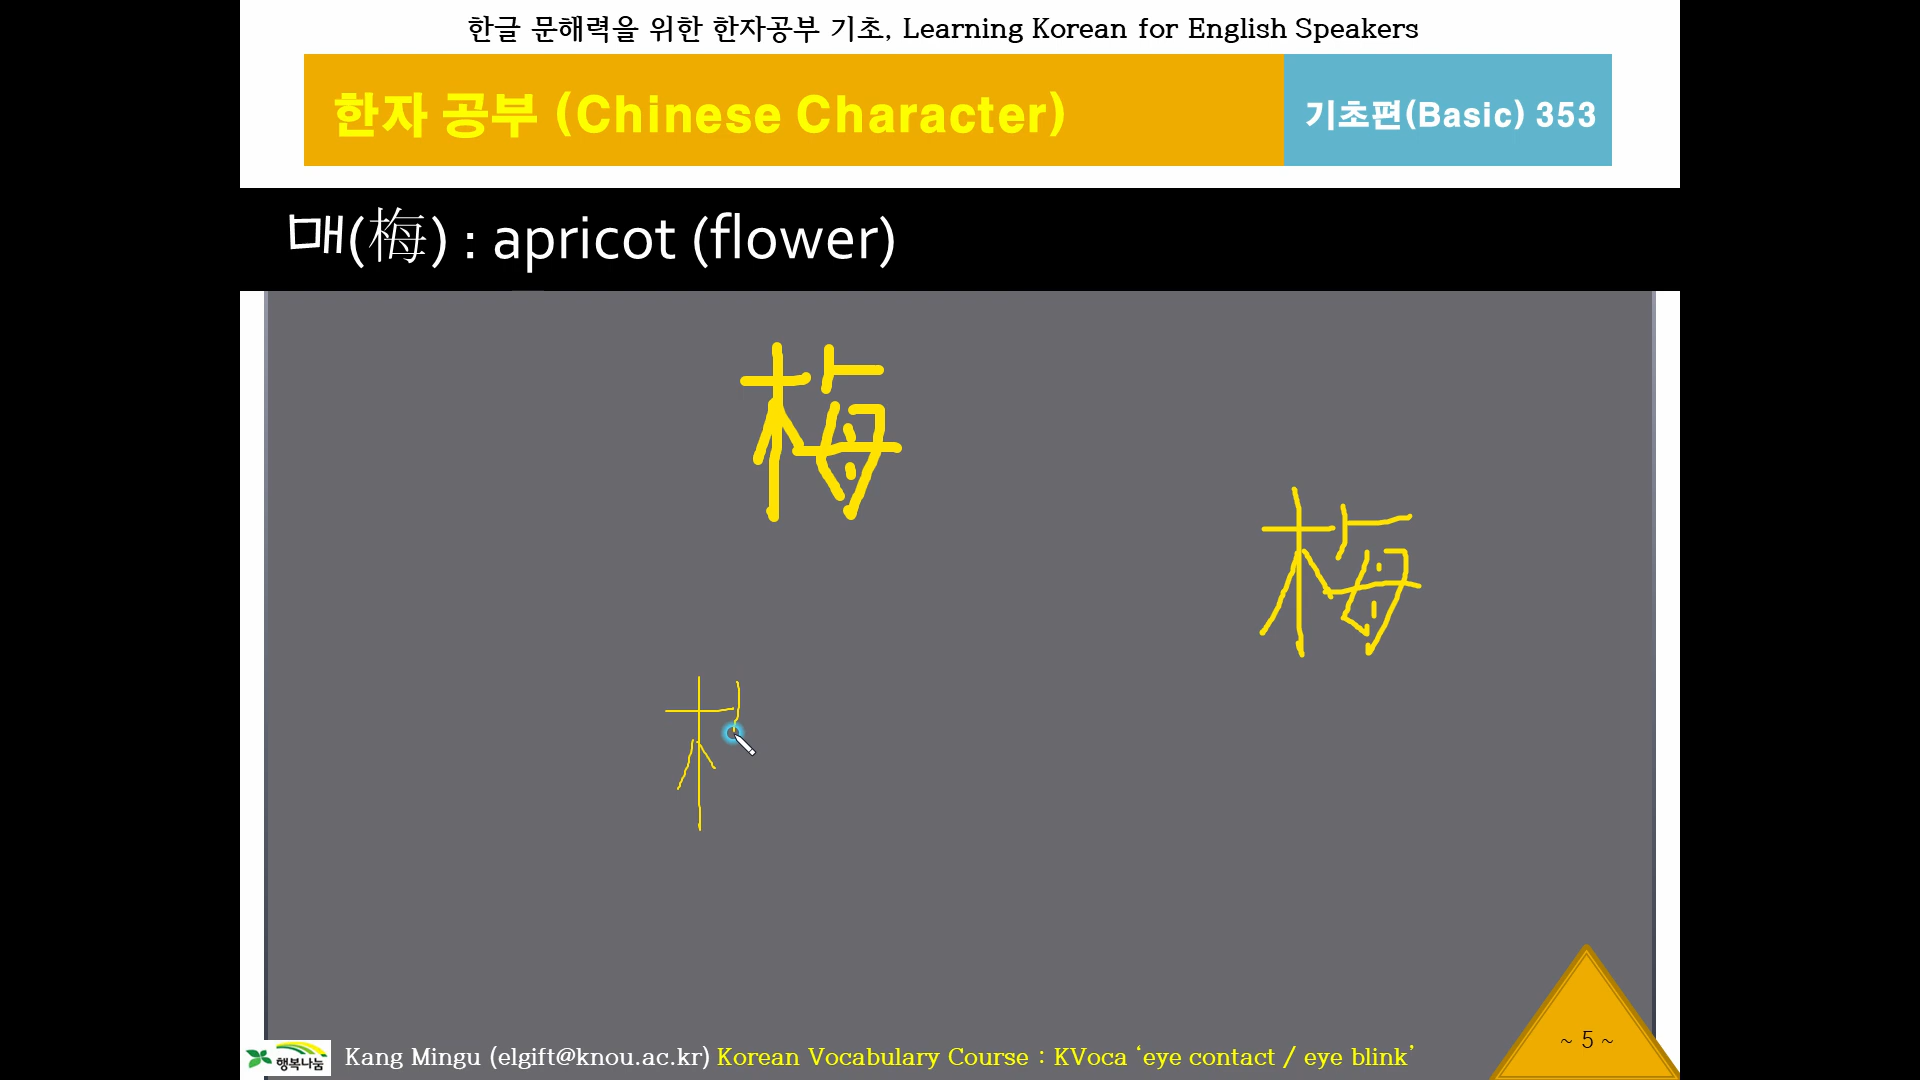 한글 문해력을 위한 한자공부 기초, Learning Korean for English Speakers
한자 공부 (Chinese Character)
기초편(Basic) 353
매(梅) : apricot (flower)
梅
梅
행복나눔
Kang Mingu (elgift@knou.ac.kr) Korean Vocabulary Course : KVoca ‘eye contact / eye blink’
~ 5 ~